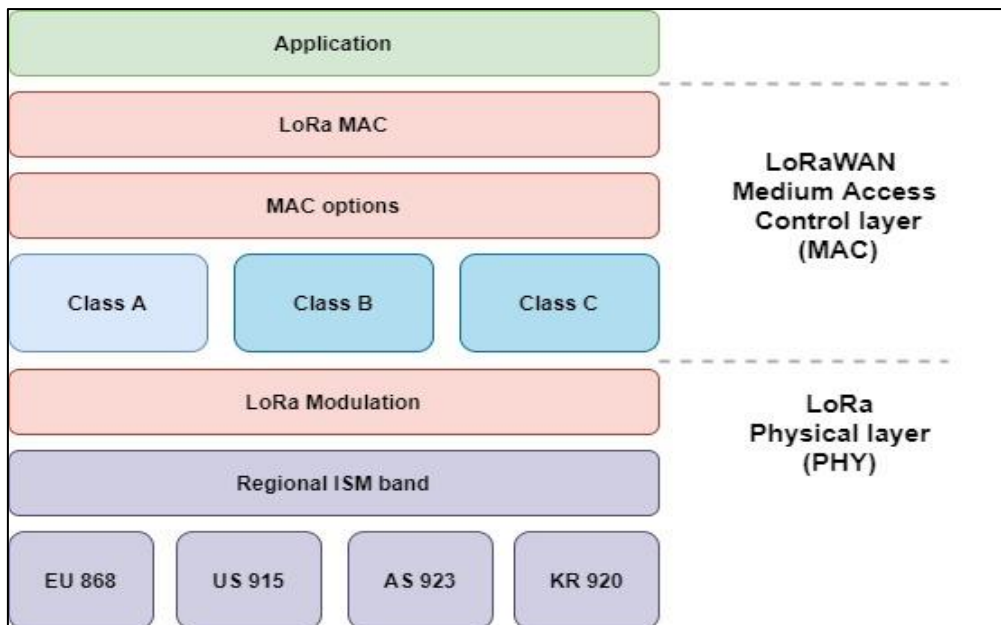 Application
LoRa MAC
MAC options
Class A
Class B
Class C
LoRaWAN
Medium Access
Control layer
(MAC)
LoRa Modulation
Regional ISM band
EU 868
US 915
AS 923
KR 920
LoRa
Physical layer
(PHY)